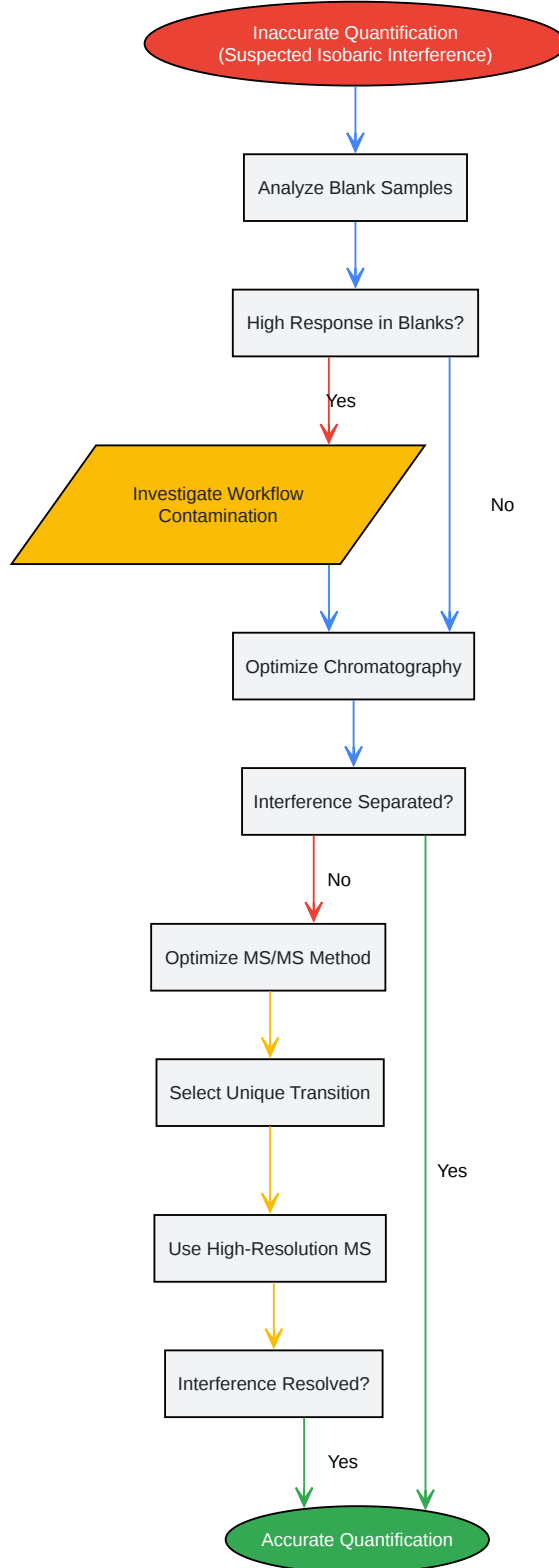 Inaccurate Quantification
(Suspected Isobaric Interference)
Analyze Blank Samples
High Response in Blanks?
Yes
Investigate Workflow
Contamination
No
Optimize Chromatography
Interference Separated?
No
Optimize MS/MS Method
Select Unique Transition
Yes
Use High-Resolution MS
Interference Resolved?
Yes
Accurate Quantification